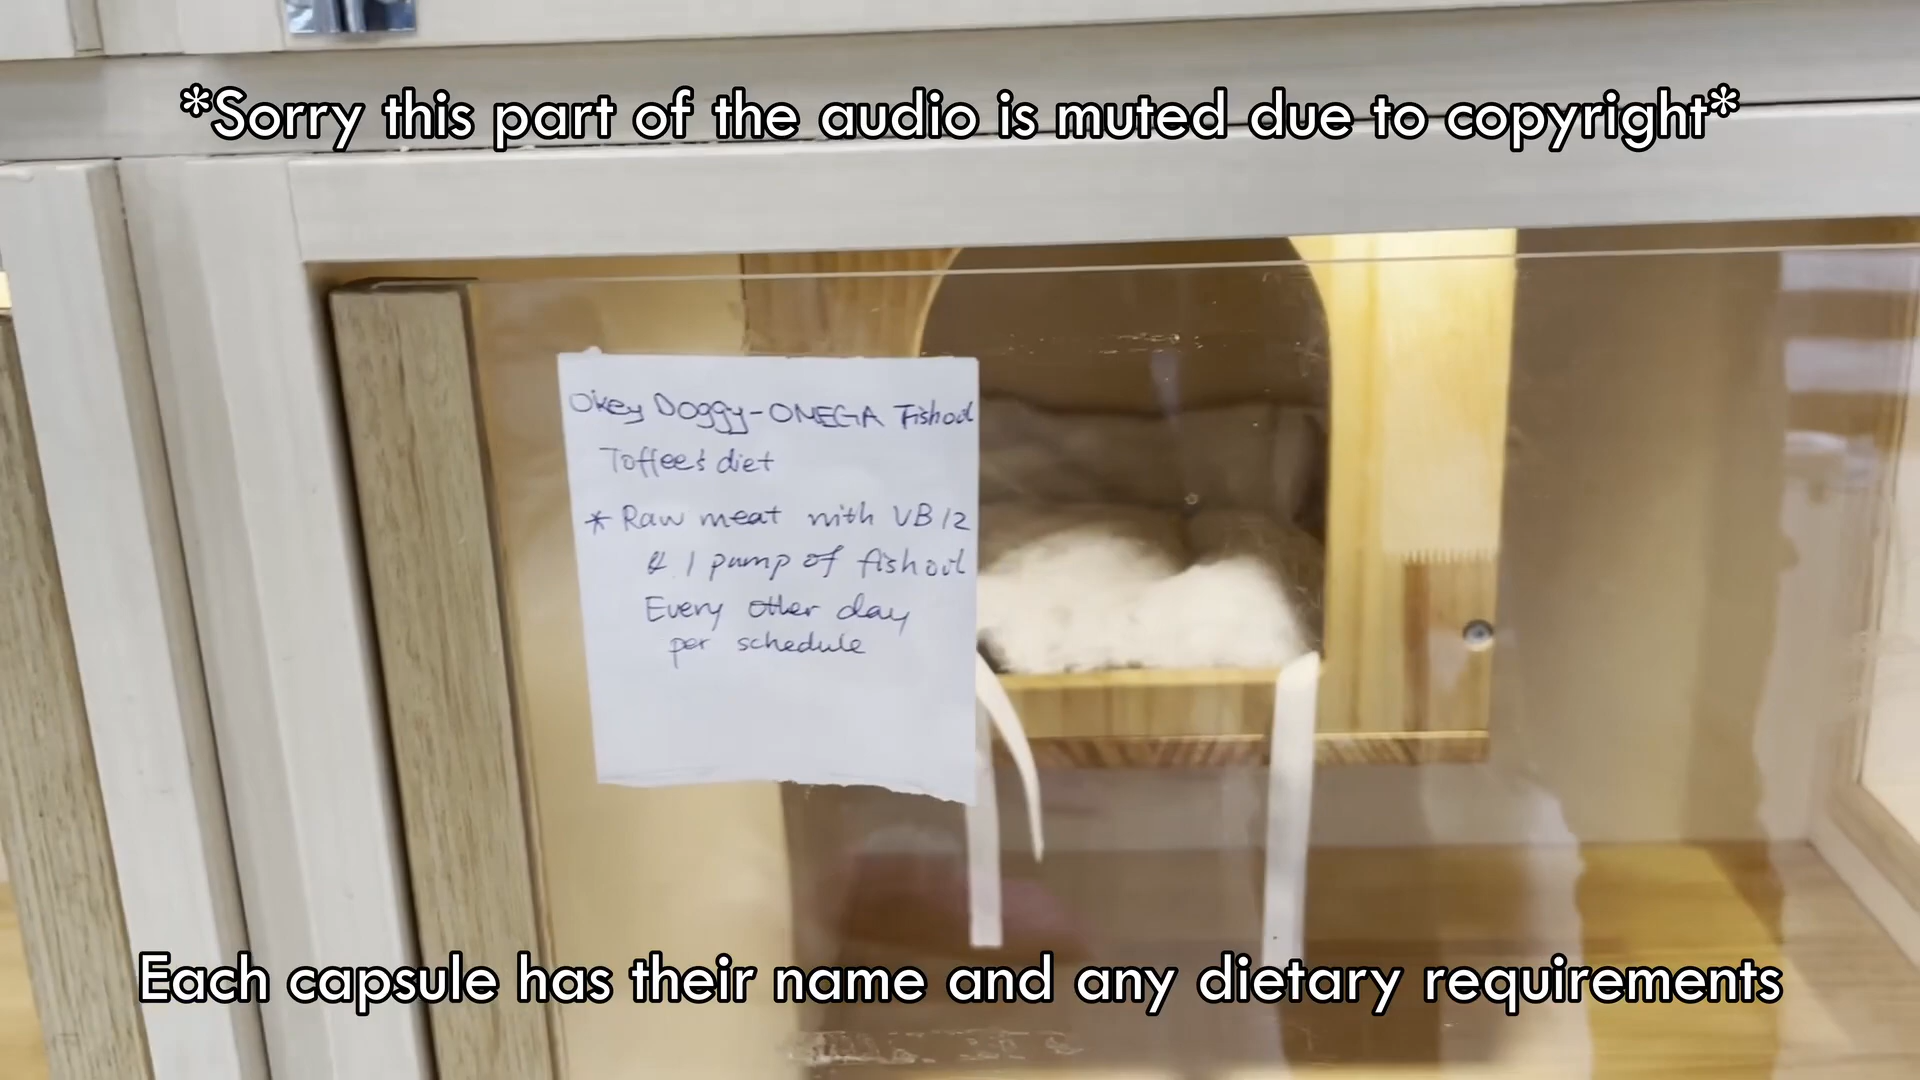 *Sorry this part of the audio is muted due to copyright*
Okey Doggy-OMEGA Fishoil
Toffee's diet
* Raw meat with VB12
& 1 pump of fishoil
Every other day
per schedule
Each capsule has their name and any dietary requirements